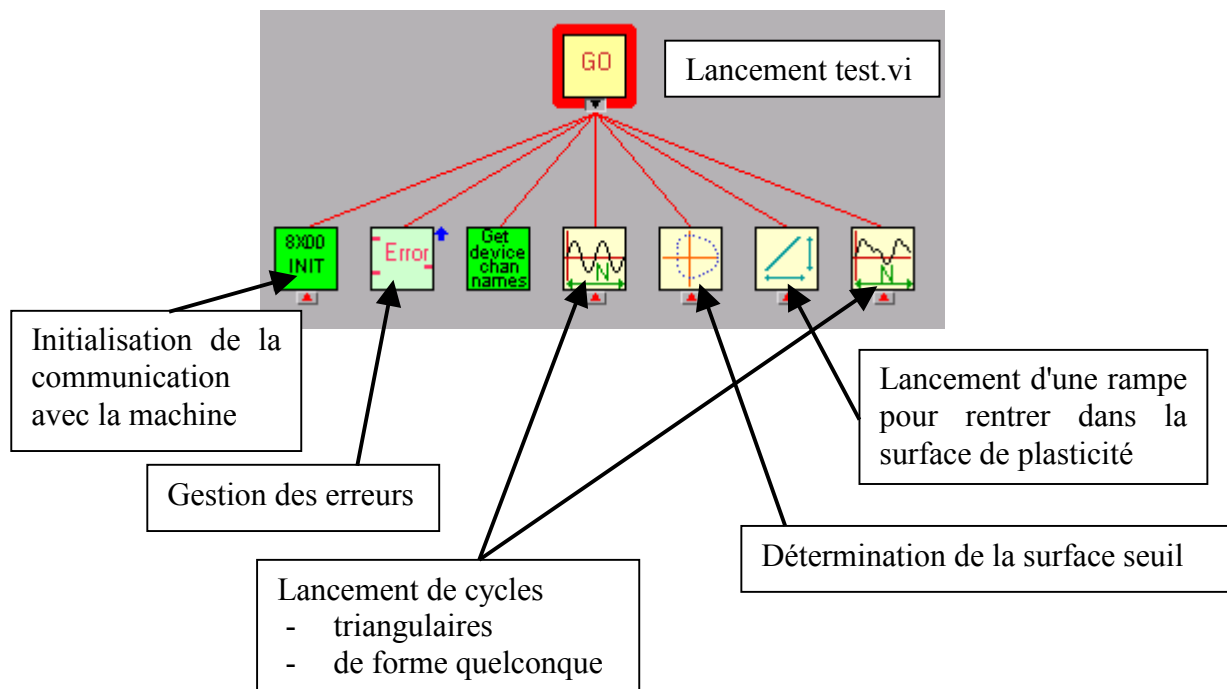 GO
Lancement test.vi
8X00
INIT
Error
Get
device
chan
names
N
N
Initialisation de la
communication
avec la machine
Gestion des erreurs
Lancement de cycles
- triangulaires
- de forme quelconque
Lancement d'une rampe
pour rentrer dans la
surface de plasticité
Détermination de la surface seuil